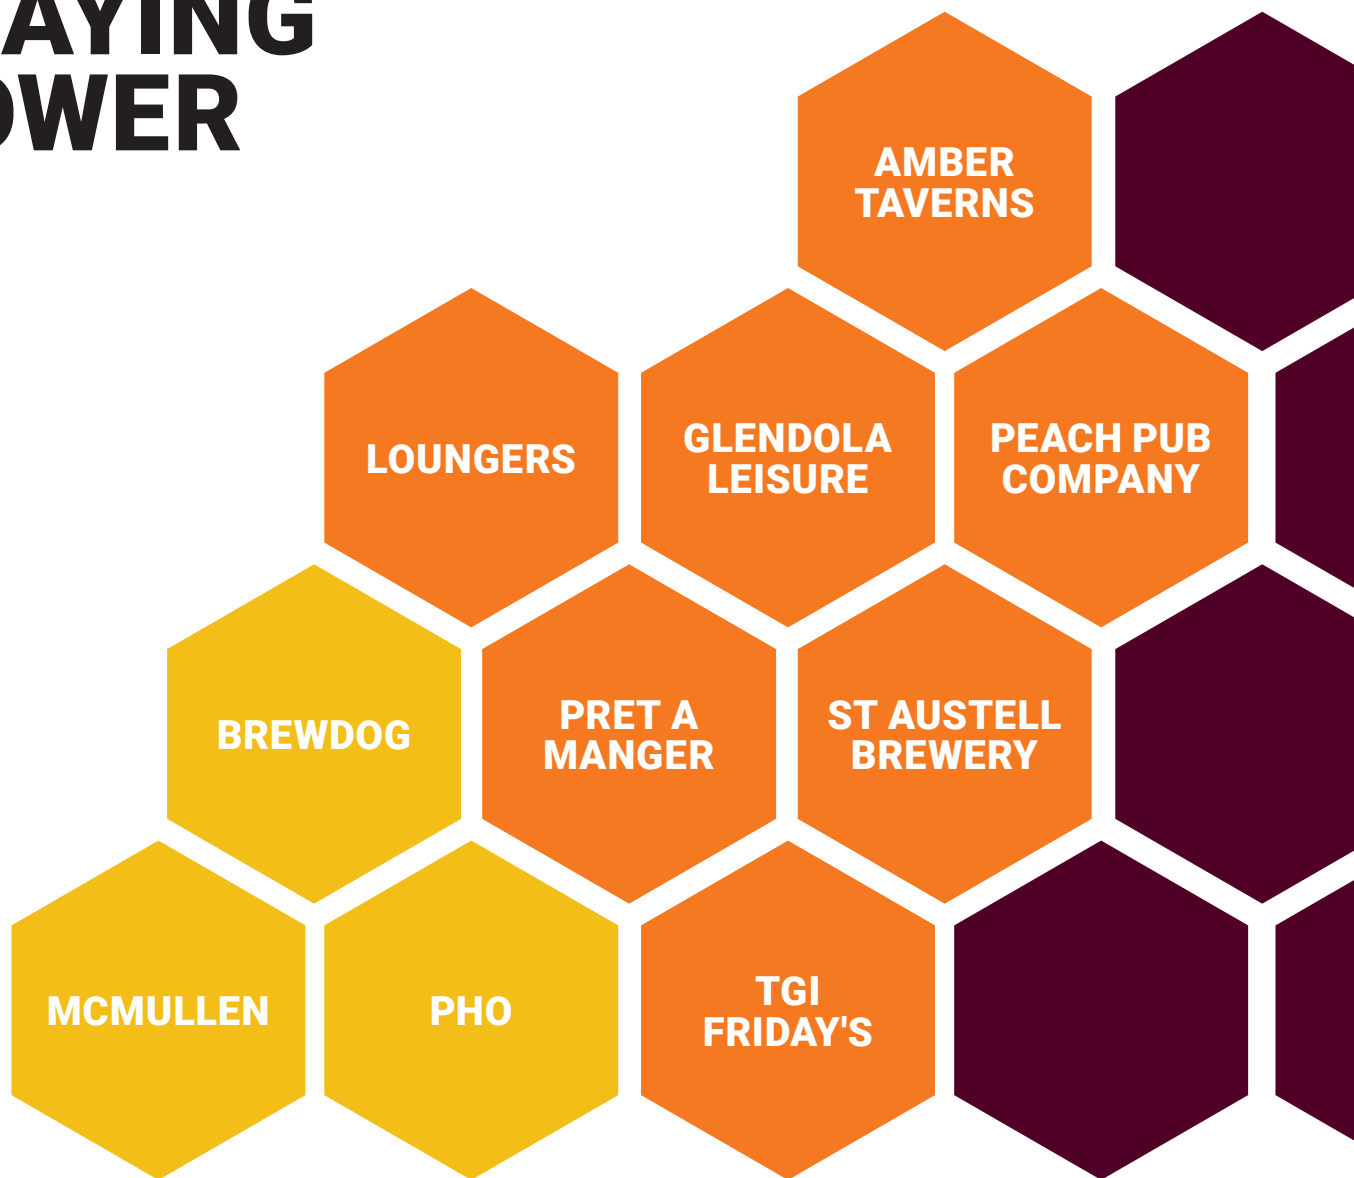 AYING
OWER
AMBER
TAVERNS
LOUNGERS
GLENDOLA
LEISURE
PEACH PUB
COMPANY
BREWDOG
PRET A
MANGER
ST AUSTELL
BREWERY
MCMULLEN
PHO
TGI
FRIDAY'S